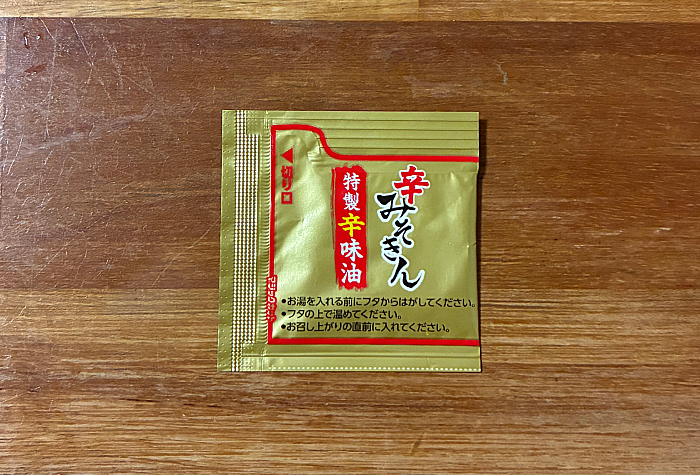 辛みそきん
特製辛味油
◀切り口
●お湯を入れる前にフタからはがしてください。
●フタの上で温めてください。
●お召し上がりの直前に入れてください。